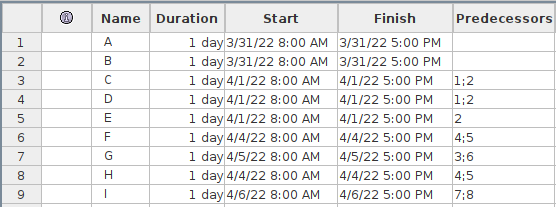 Name Duration Start Finish Predecessors
1 A 1 day 3/31/22 8:00 AM 3/31/22 5:00 PM
2 B 1 day 3/31/22 8:00 AM 3/31/22 5:00 PM
3 C 1 day 4/1/22 8:00 AM 4/1/22 5:00 PM 1;2
4 D 1 day 4/1/22 8:00 AM 4/1/22 5:00 PM 1;2
5 E 1 day 4/1/22 8:00 AM 4/1/22 5:00 PM 2
6 F 1 day 4/4/22 8:00 AM 4/4/22 5:00 PM 4;5
7 G 1 day 4/5/22 8:00 AM 4/5/22 5:00 PM 3;6
8 H 1 day 4/4/22 8:00 AM 4/4/22 5:00 PM 4;5
9 I 1 day 4/6/22 8:00 AM 4/6/22 5:00 PM 7;8